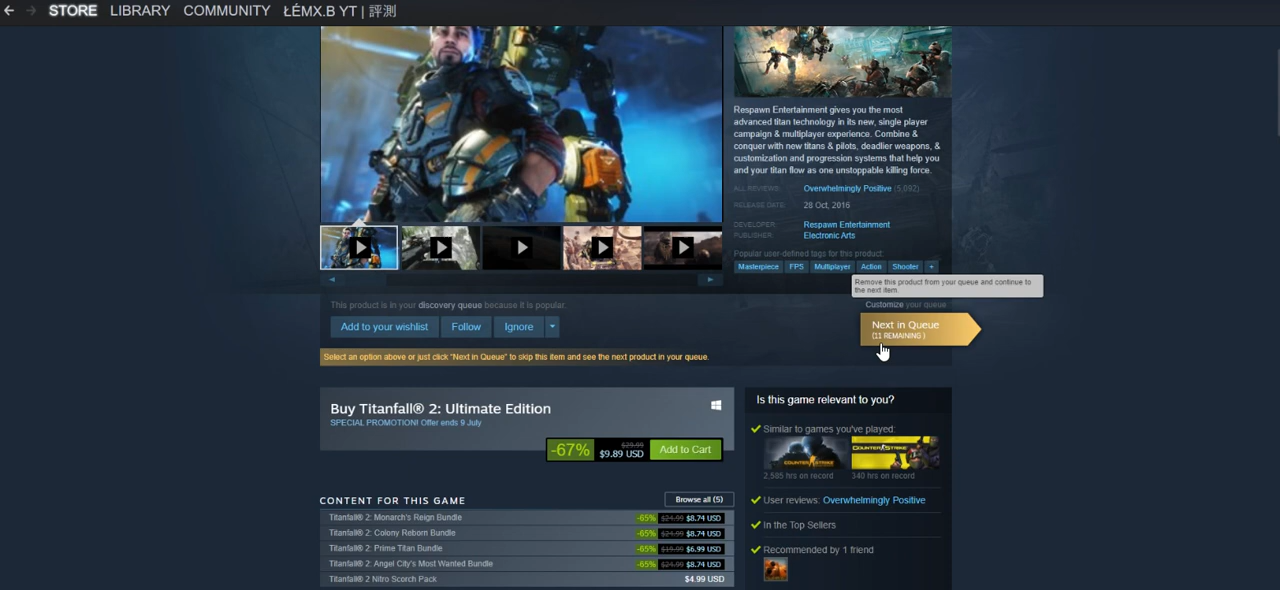 STORE LIBRARY COMMUNITY ŁÉMX.B YT | 評測
Respawn Entertainment gives you the most
advanced titan technology in its new, single player
campaign & multiplayer experience. Combine &
conquer with new titans & pilots, deadlier weapons, &
customization and progression systems that help you
and your titan flow as one unstoppable killing force.
ALL REVIEWS: Overwhelmingly Positive (5,092)
RELEASE DATE: 28 Oct, 2016
DEVELOPER: Respawn Entertainment
PUBLISHER: Electronic Arts
Popular user-defined tags for this product:
Masterpiece FPS Multiplayer Action Shooter +
Remove this product from your queue and continue to
the next item.
This product is in your discovery queue because it is popular.
Customize your queue
Add to your wishlist Follow Ignore
Next in Queue
(11 REMAINING )
Select an option above or just click "Next in Queue" to skip this item and see the next product in your queue.
Buy Titanfall® 2: Ultimate Edition
SPECIAL PROMOTION! Offer ends 9 July
-67% $29.99 $9.89 USD Add to Cart
CONTENT FOR THIS GAME Browse all (5)
Titanfall® 2: Monarch's Reign Bundle -65% $24.99 $8.74 USD
Titanfall® 2: Colony Reborn Bundle -65% $24.99 $8.74 USD
Titanfall® 2: Prime Titan Bundle -65% $19.99 $6.99 USD
Titanfall® 2: Angel City's Most Wanted Bundle -65% $24.99 $8.74 USD
Titanfall® 2 Nitro Scorch Pack $4.99 USD
Is this game relevant to you?
Similar to games you've played:
COUNTER STRIKE COUNTER STRIKE
2,585 hrs on record 340 hrs on record
User reviews: Overwhelmingly Positive
In the Top Sellers
Recommended by 1 friend